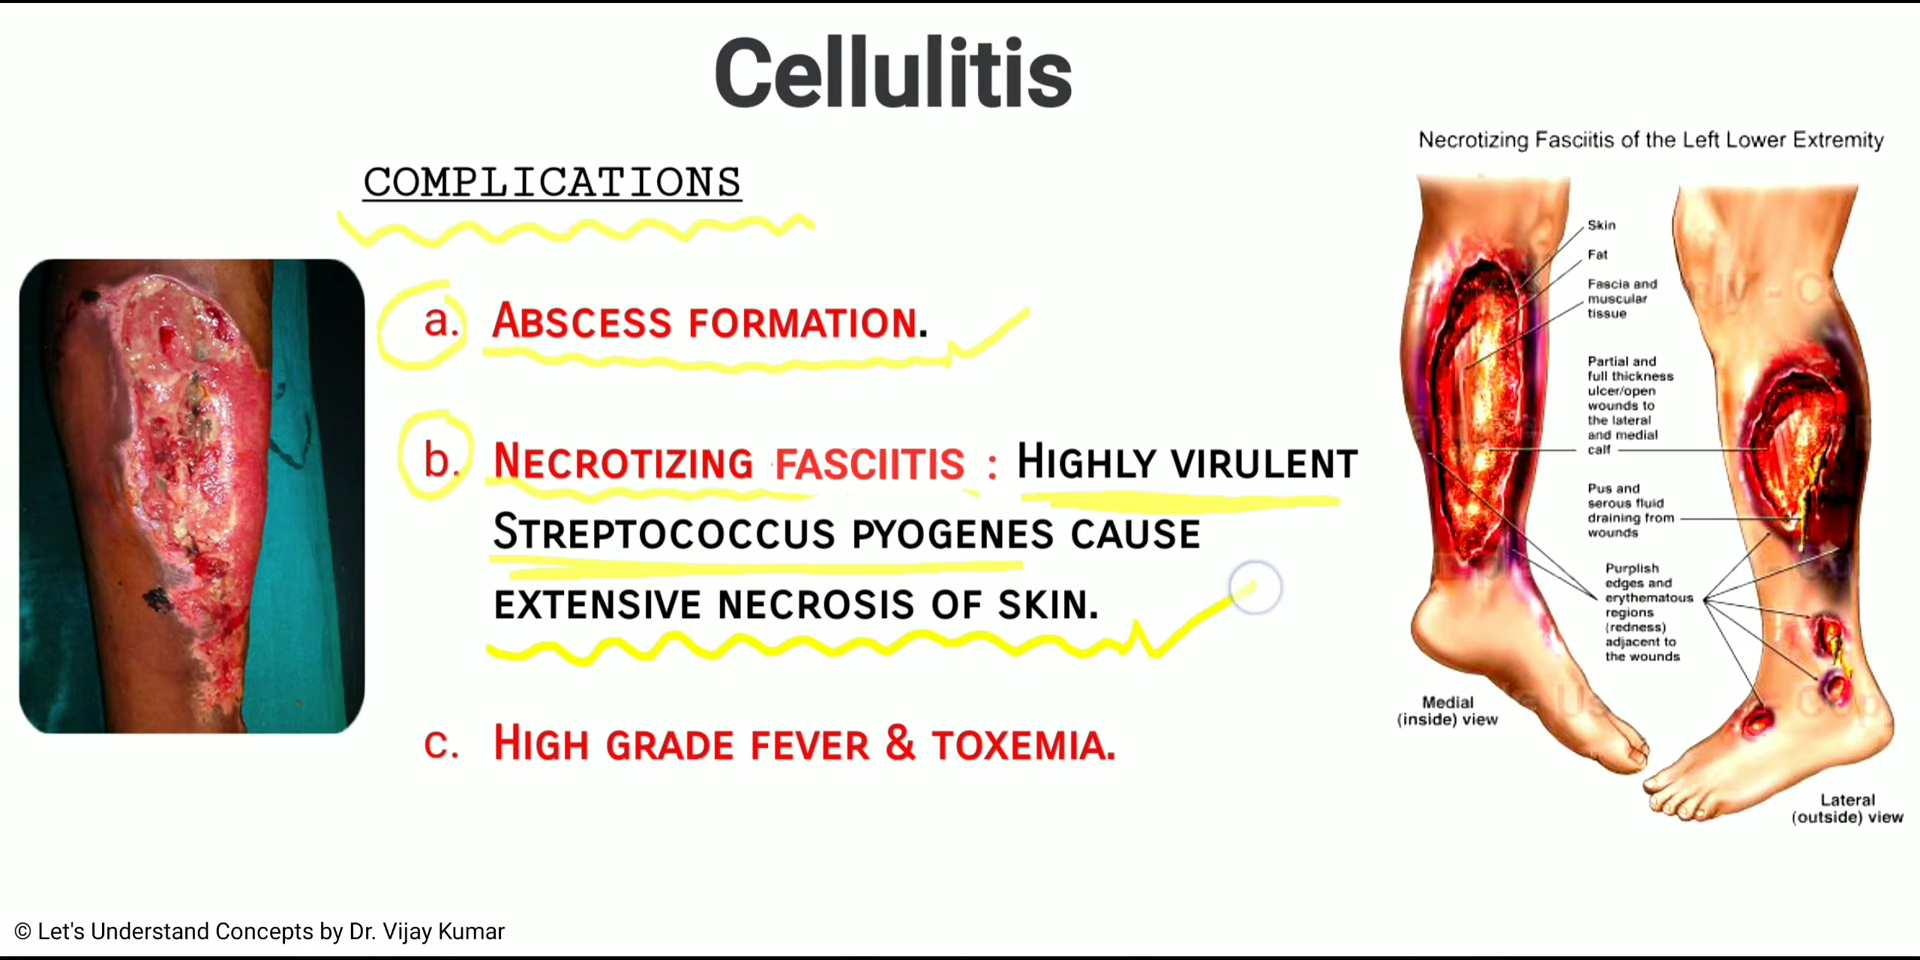 Cellulitis
COMPLICATIONS
a. ABSCESS FORMATION.
b. NECROTIZING FASCIITIS : HIGHLY VIRULENT
STREPTOCOCCUS PYOGENES CAUSE
EXTENSIVE NECROSIS OF SKIN.
c. HIGH GRADE FEVER & TOXEMIA.
Necrotizing Fasciitis of the Left Lower Extremity
Skin
Fat
Fascia and
muscular
tissue
Partial and
full thickness
ulcer/open
wounds to
the lateral
and medial
calf
Pus and
serous fluid
draining from
wounds
Purplish
edges and
erythematous
regions
(redness)
adjacent to
the wounds
Medial
(inside) view
Lateral
(outside) view
© Let's Understand Concepts by Dr. Vijay Kumar